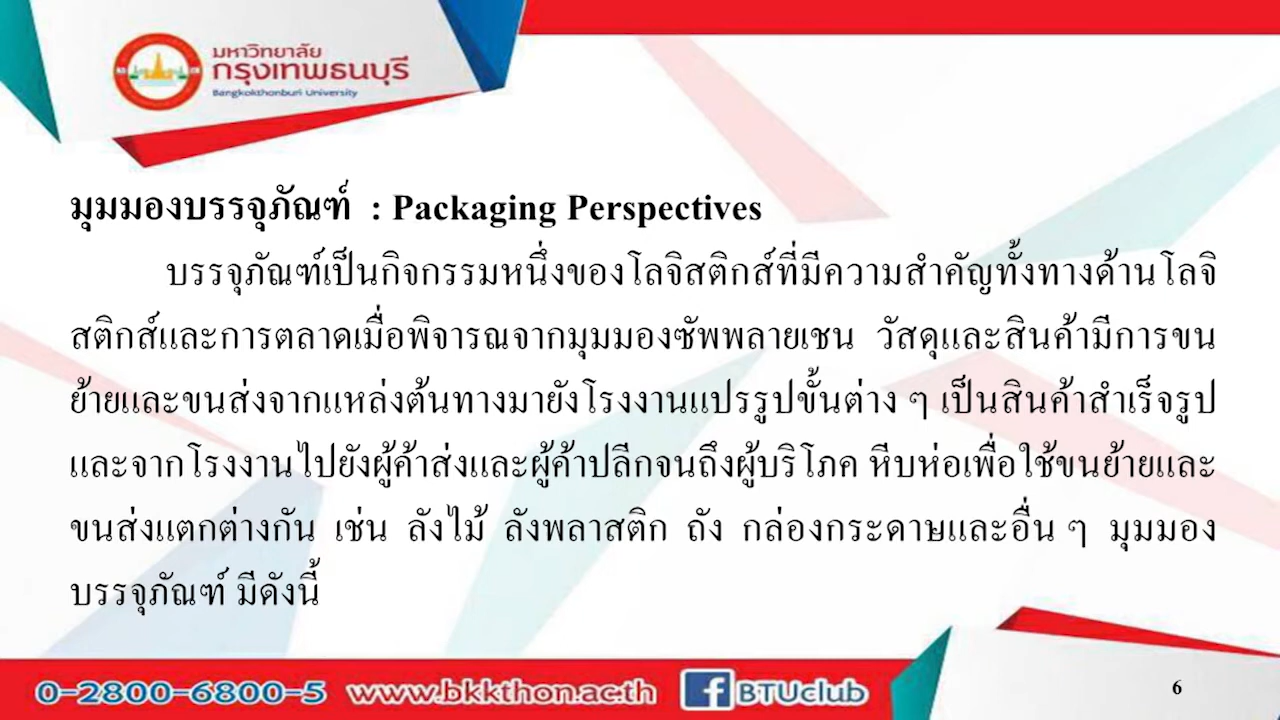 มหาวิทยาลัย
กรุงเทพธนบุรี
Bangkokthonburi University
มุมมองบรรจุภัณฑ์ : Packaging Perspectives
บรรจุภัณฑ์เป็นกิจกรรมหนึ่งของโลจิสติกส์ที่มีความสำคัญทั้งทางด้านโลจิ
สติกส์และการตลาดเมื่อพิจารณจากมุมมองซัพพลายเชน วัสดุและสินค้ามีการขน
ย้ายและขนส่งจากแหล่งต้นทางมายังโรงงานแปรรูปขั้นต่าง ๆ เป็นสินค้าสำเร็จรูป
และจากโรงงานไปยังผู้ค้าส่งและผู้ค้าปลีกจนถึงผู้บริโภค หีบห่อเพื่อใช้ขนย้ายและ
ขนส่งแตกต่างกัน เช่น ลังไม้ ลังพลาสติก ถัง กล่องกระดาษและอื่น ๆ มุมมอง
บรรจุภัณฑ์ มีดังนี้
0-2800-6800-5 www.bkkthon.ac.th f BTUclub
6